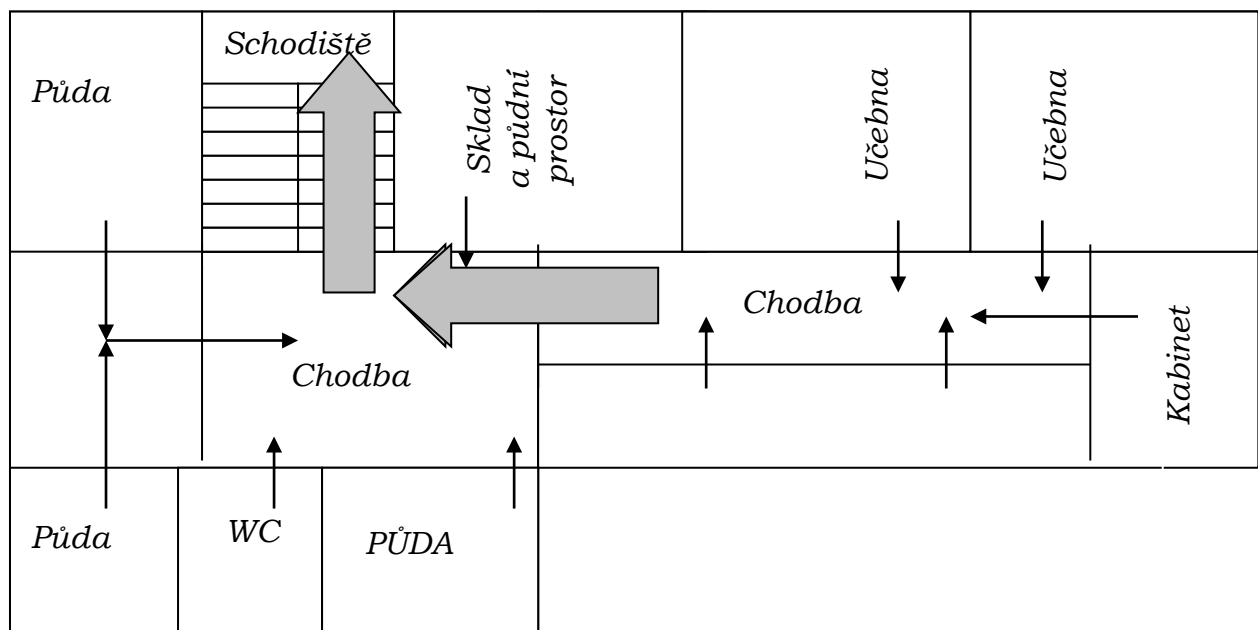 Schodiště
Půda
Sklad
a půdní
prostor
Učebna
Učebna
Chodba
Chodba
Kabinet
Půda
WC
PŮDA